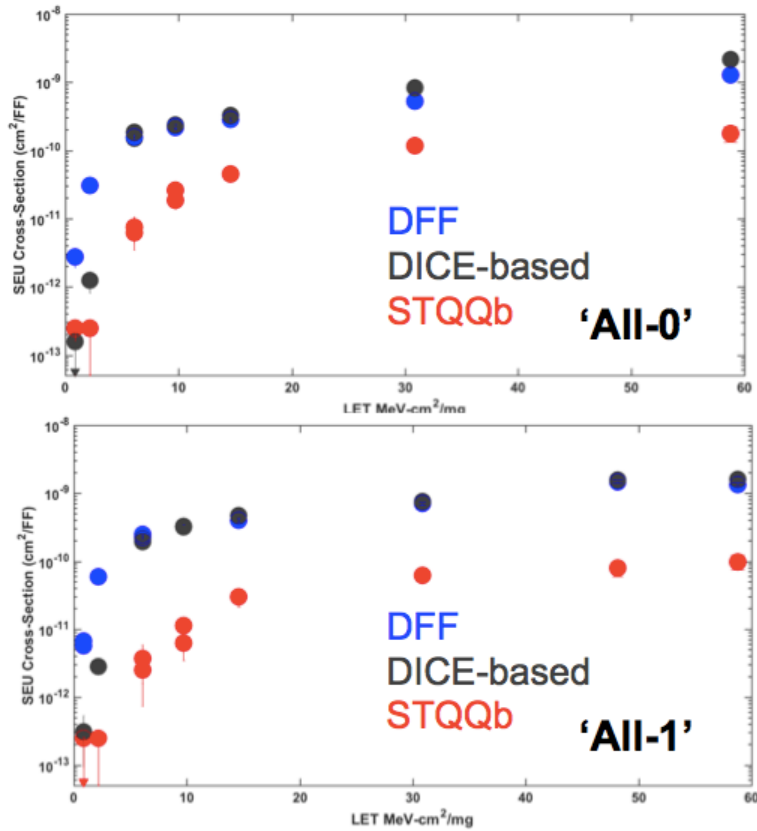 10⁻⁸
10⁻⁹
10⁻¹⁰
10⁻¹¹
10⁻¹²
10⁻¹³
SEU Cross-Section (cm²/FF)
DFF
DICE-based
STQQb
‘All-0’
0 10 20 30 40 50 60
LET MeV-cm²/mg
10⁻⁸
10⁻⁹
10⁻¹⁰
10⁻¹¹
10⁻¹²
10⁻¹³
SEU Cross-Section (cm²/FF)
DFF
DICE-based
STQQb
‘All-1’
0 10 20 30 40 50 60
LET MeV-cm²/mg